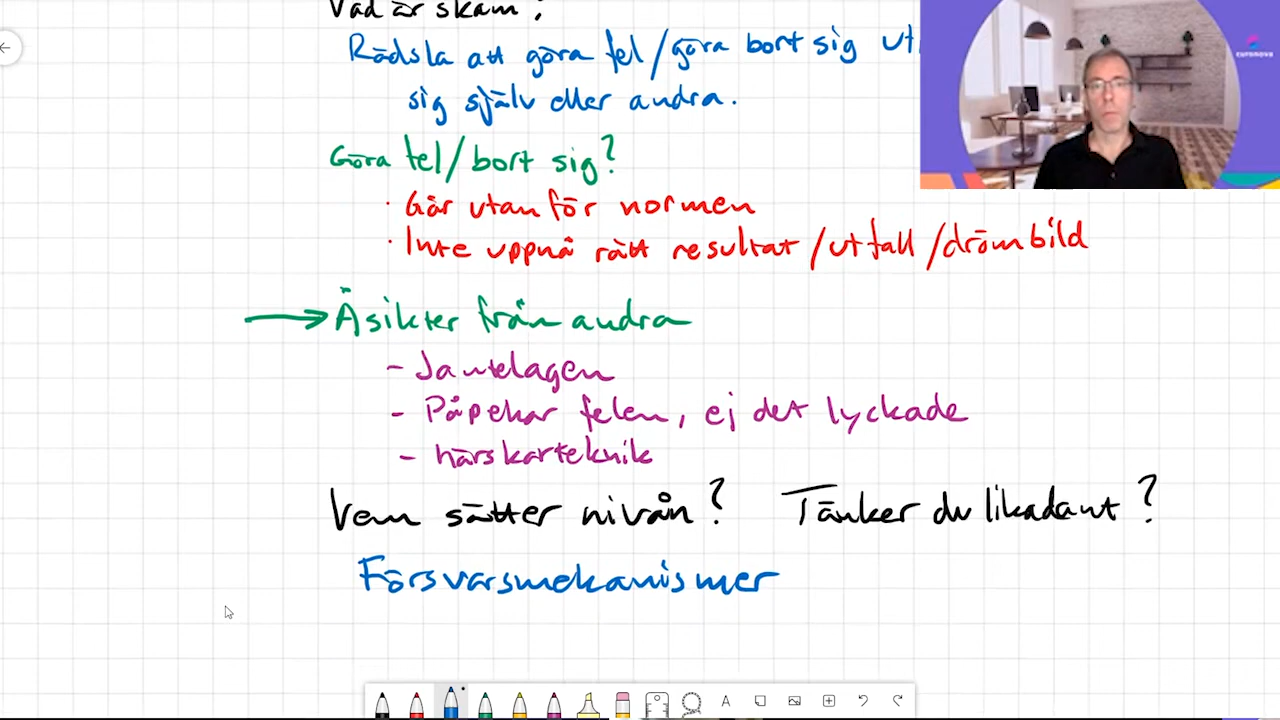 Vad är skam?
Rädsla att göra fel/göra bort sig
sig själv eller andra.
Göra fel/bort sig?
· Går utanför normen
· Inte uppnå rätt resultat/utfall/drömbild
→ Åsikter från andra
- Jantelagen
- Påpekar felen, ej det lyckade
- härskarteknik
Vem sätter nivån? Tänker du likadant?
Försvarsmekanismer
A